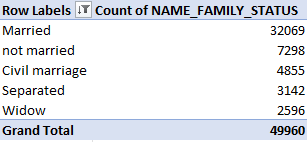 Row Labels Count of NAME_FAMILY_STATUS
Married 32069
not married 7298
Civil marriage 4855
Separated 3142
Widow 2596
Grand Total 49960